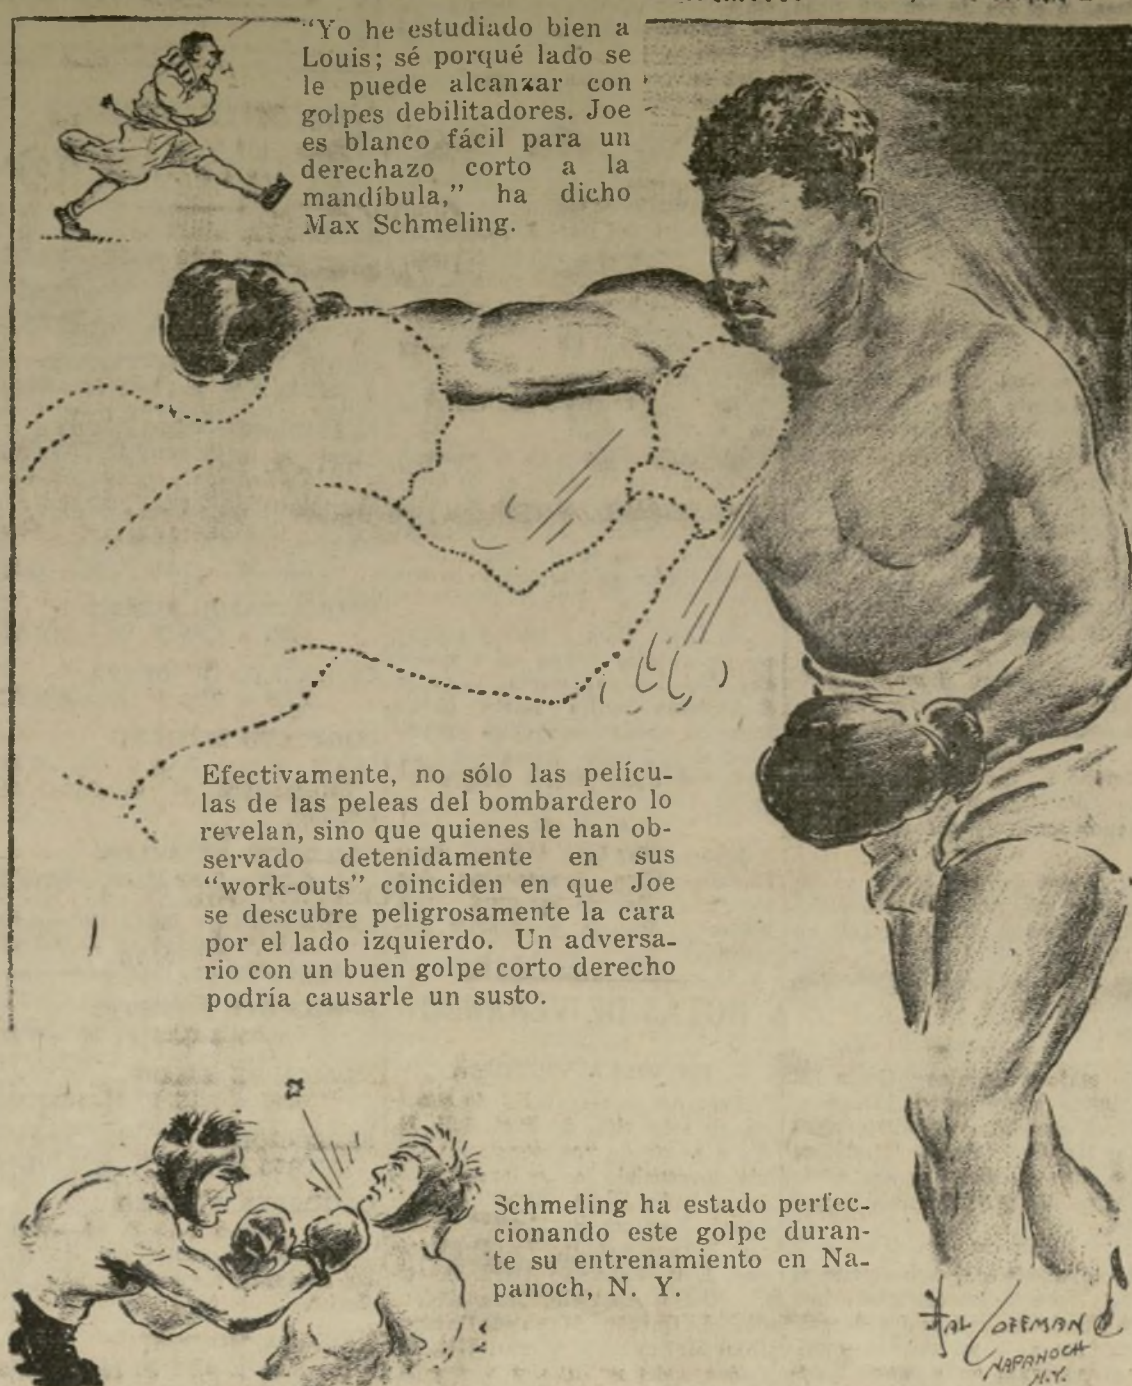 “Yo he estudiado bien a
Louis; sé porqué lado se
le puede alcanzar con
golpes debilitadores. Joe
es blanco fácil para un
derechazo corto a la
mandíbula,” ha dicho
Max Schmeling.
Efectivamente, no sólo las pelícu-
las de las peleas del bombardero lo
revelan, sino que quienes le han ob-
servado detenidamente en sus
“work-outs” coinciden en que Joe
se descubre peligrosamente la cara
por el lado izquierdo. Un adversa-
rio con un buen golpe corto derecho
podría causarle un susto.
Schmeling ha estado perfec-
cionando este golpe duran-
te su entrenamiento en Na-
panoch, N. Y.
HAL COFFMAN
NAPANOCH
N.Y.